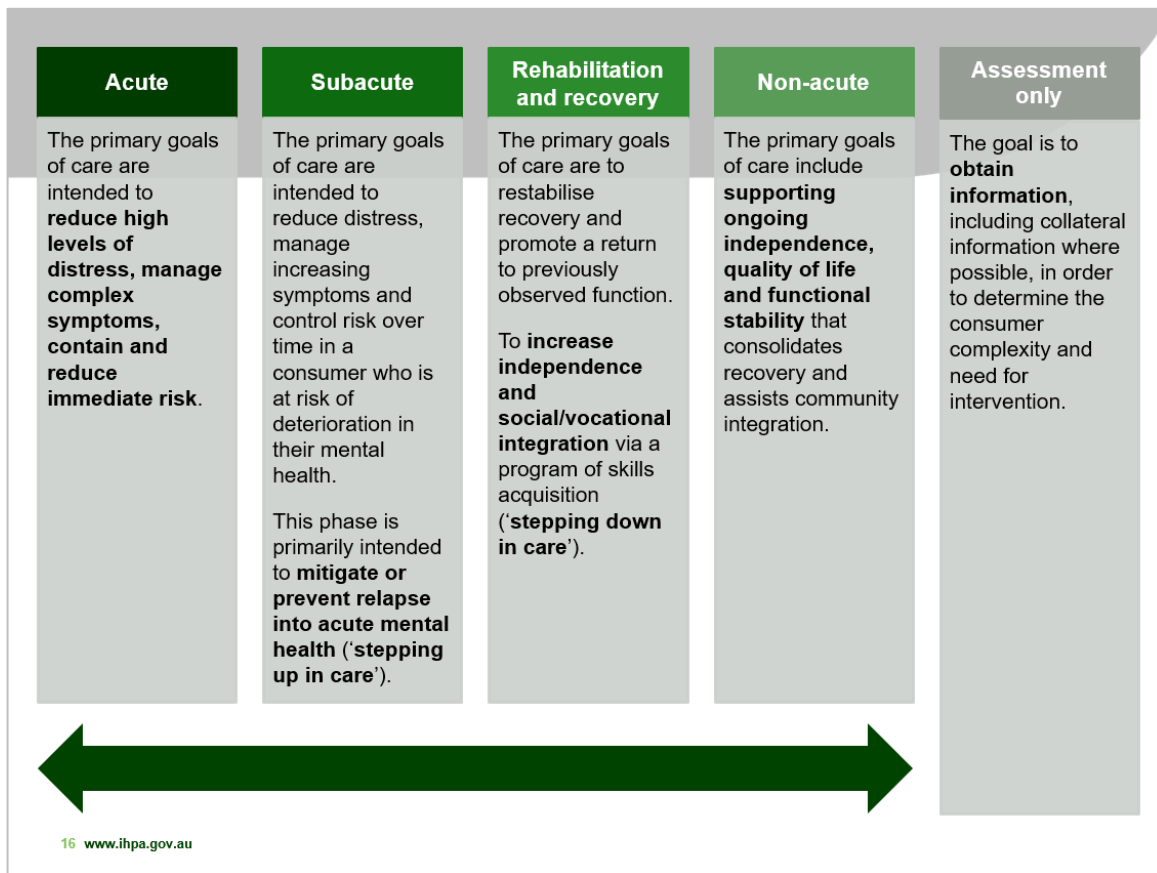 Acute
The primary goals
of care are
intended to
reduce high
levels of
distress, manage
complex
symptoms,
contain and
reduce
immediate risk.
Subacute
The primary goals
of care are
intended to
reduce distress,
manage
increasing
symptoms and
control risk over
time in a
consumer who is
at risk of
deterioration in
their mental
health.
This phase is
primarily intended
to mitigate or
prevent relapse
into acute mental
health (‘stepping
up in care’).
Rehabilitation
and recovery
The primary goals
of care are to
restabilise
recovery and
promote a return
to previously
observed function.
To increase
independence
and
social/vocational
integration via a
program of skills
acquisition
(‘stepping down
in care’).
Non-acute
The primary goals
of care include
supporting
ongoing
independence,
quality of life
and functional
stability that
consolidates
recovery and
assists community
integration.
Assessment
only
The goal is to
obtain
information,
including collateral
information where
possible, in order
to determine the
consumer
complexity and
need for
intervention.
16 www.ihpa.gov.au